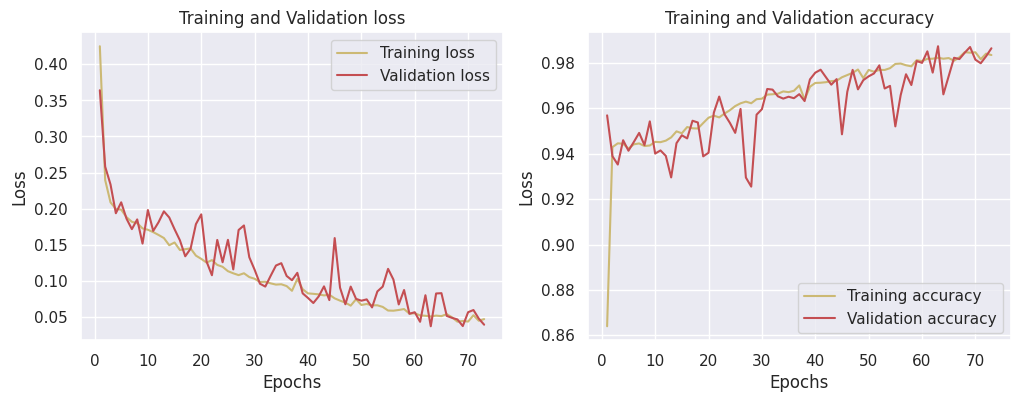 Training and Validation loss
Training loss
Validation loss
0.40
0.35
0.30
0.25
0.20
0.15
0.10
0.05
Loss
0 10 20 30 40 50 60 70
Epochs
Training and Validation accuracy
0.98
0.96
0.94
0.92
0.90
0.88
0.86
Loss
Training accuracy
Validation accuracy
0 10 20 30 40 50 60 70
Epochs